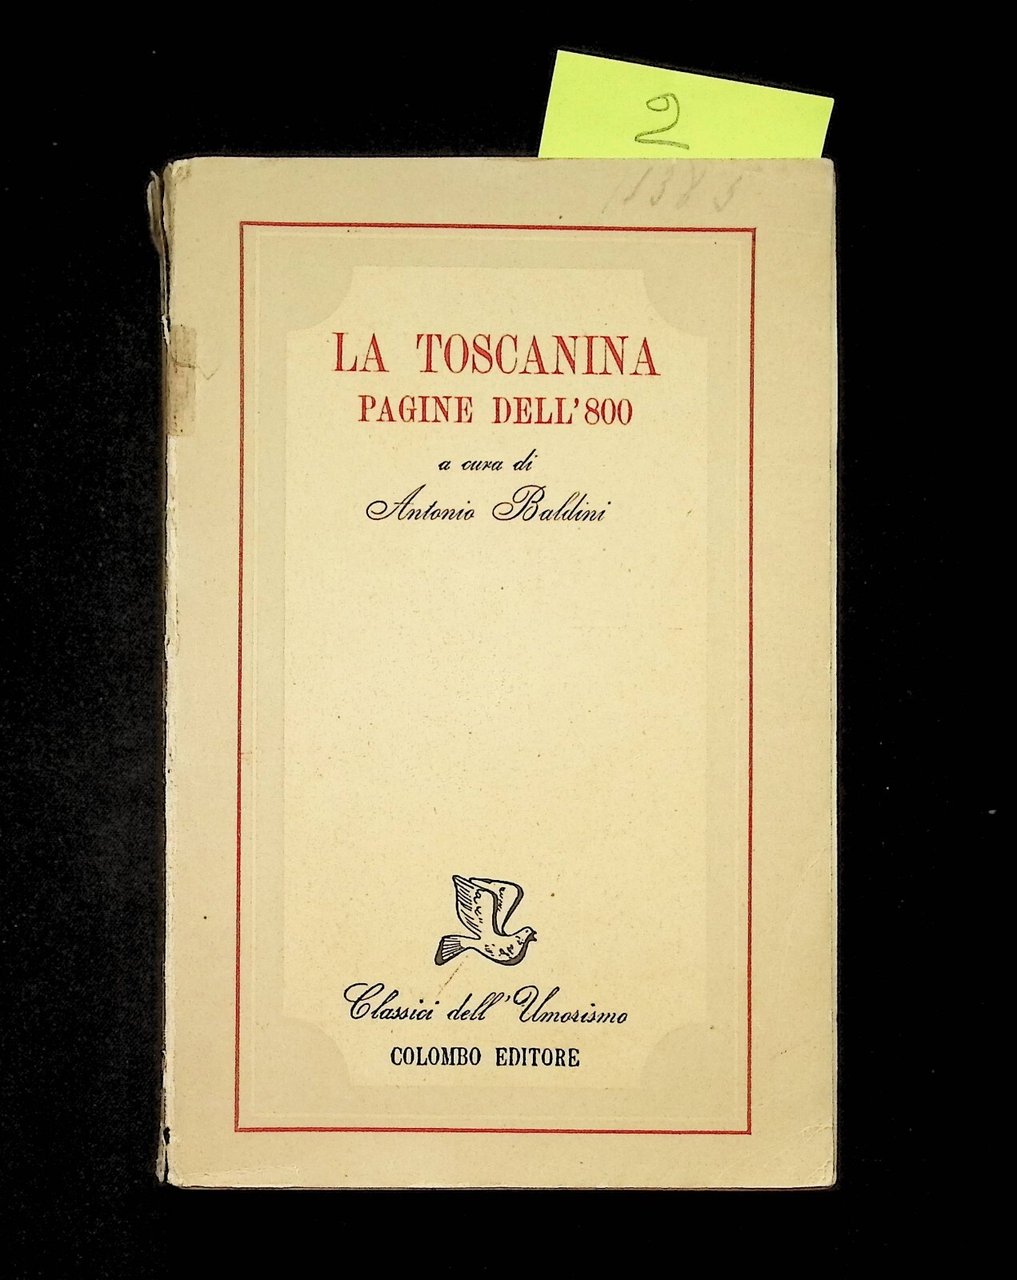 2
LA TOSCANINA
PAGINE DELL'800
a cura di
Antonio Baldini
Classici dell'Umorismo
COLOMBO EDITORE